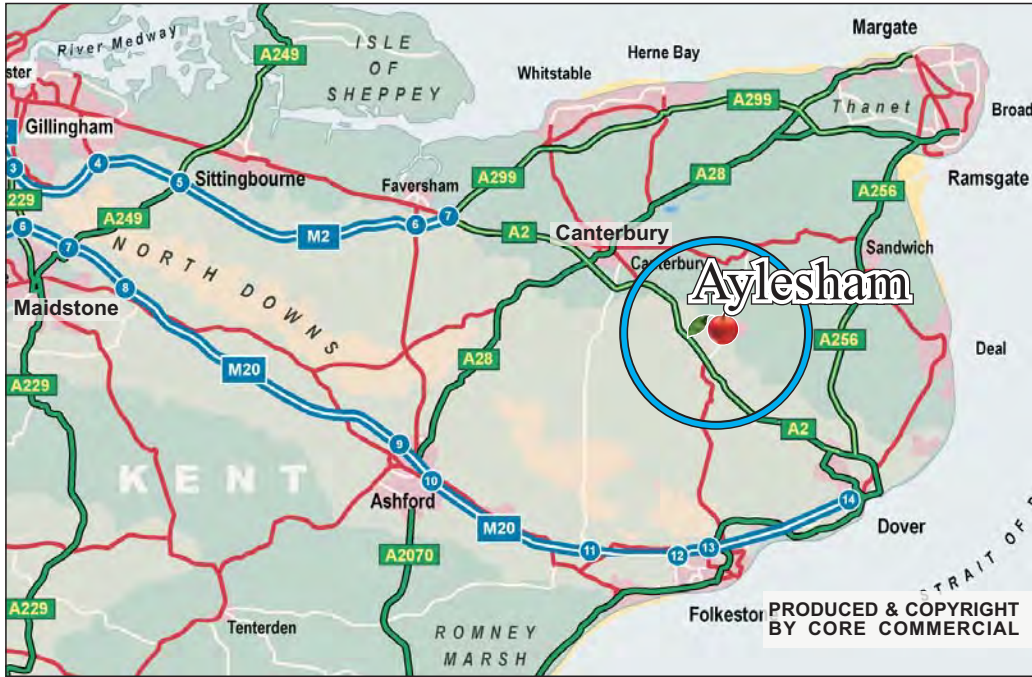 Margate
River Medway
A249
ISLE
OF
SHEPPEY
Herne Bay
Whitstable
ster
A299
Thanet
Broad
Gillingham
3
4
5
Sittingbourne
A299
A28
Ramsgate
Faversham
A256
229
A249
6
7
M2
6
7
A2
Canterbury
Canterbury
Sandwich
NORTH DOWNS
Aylesham
8
Maidstone
A28
A256
Deal
M20
A229
A2
9
KENT
10
Ashford
14
M20
Dover
A2070
11
12
13
STRAIT OF
A229
Folkeston
PRODUCED & COPYRIGHT
BY CORE COMMERCIAL
Tenterden
ROMNEY
MARSH